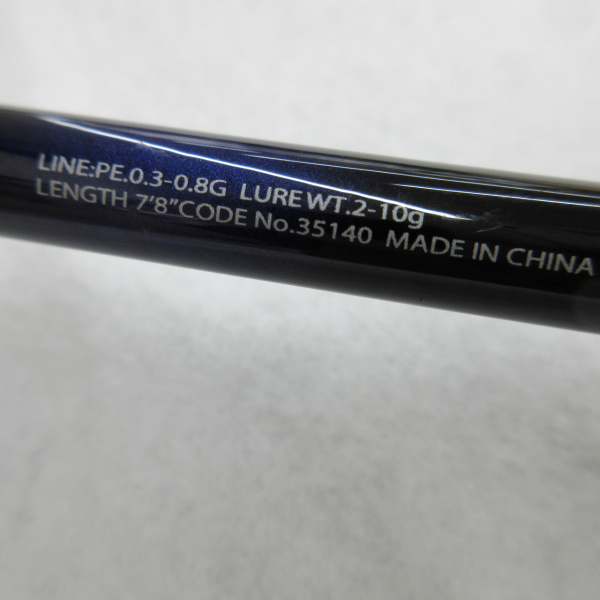 LINE:PE.0.3-0.8G LURE WT.2-10g
LENGTH 7'8" CODE No.35140 MADE IN CHINA